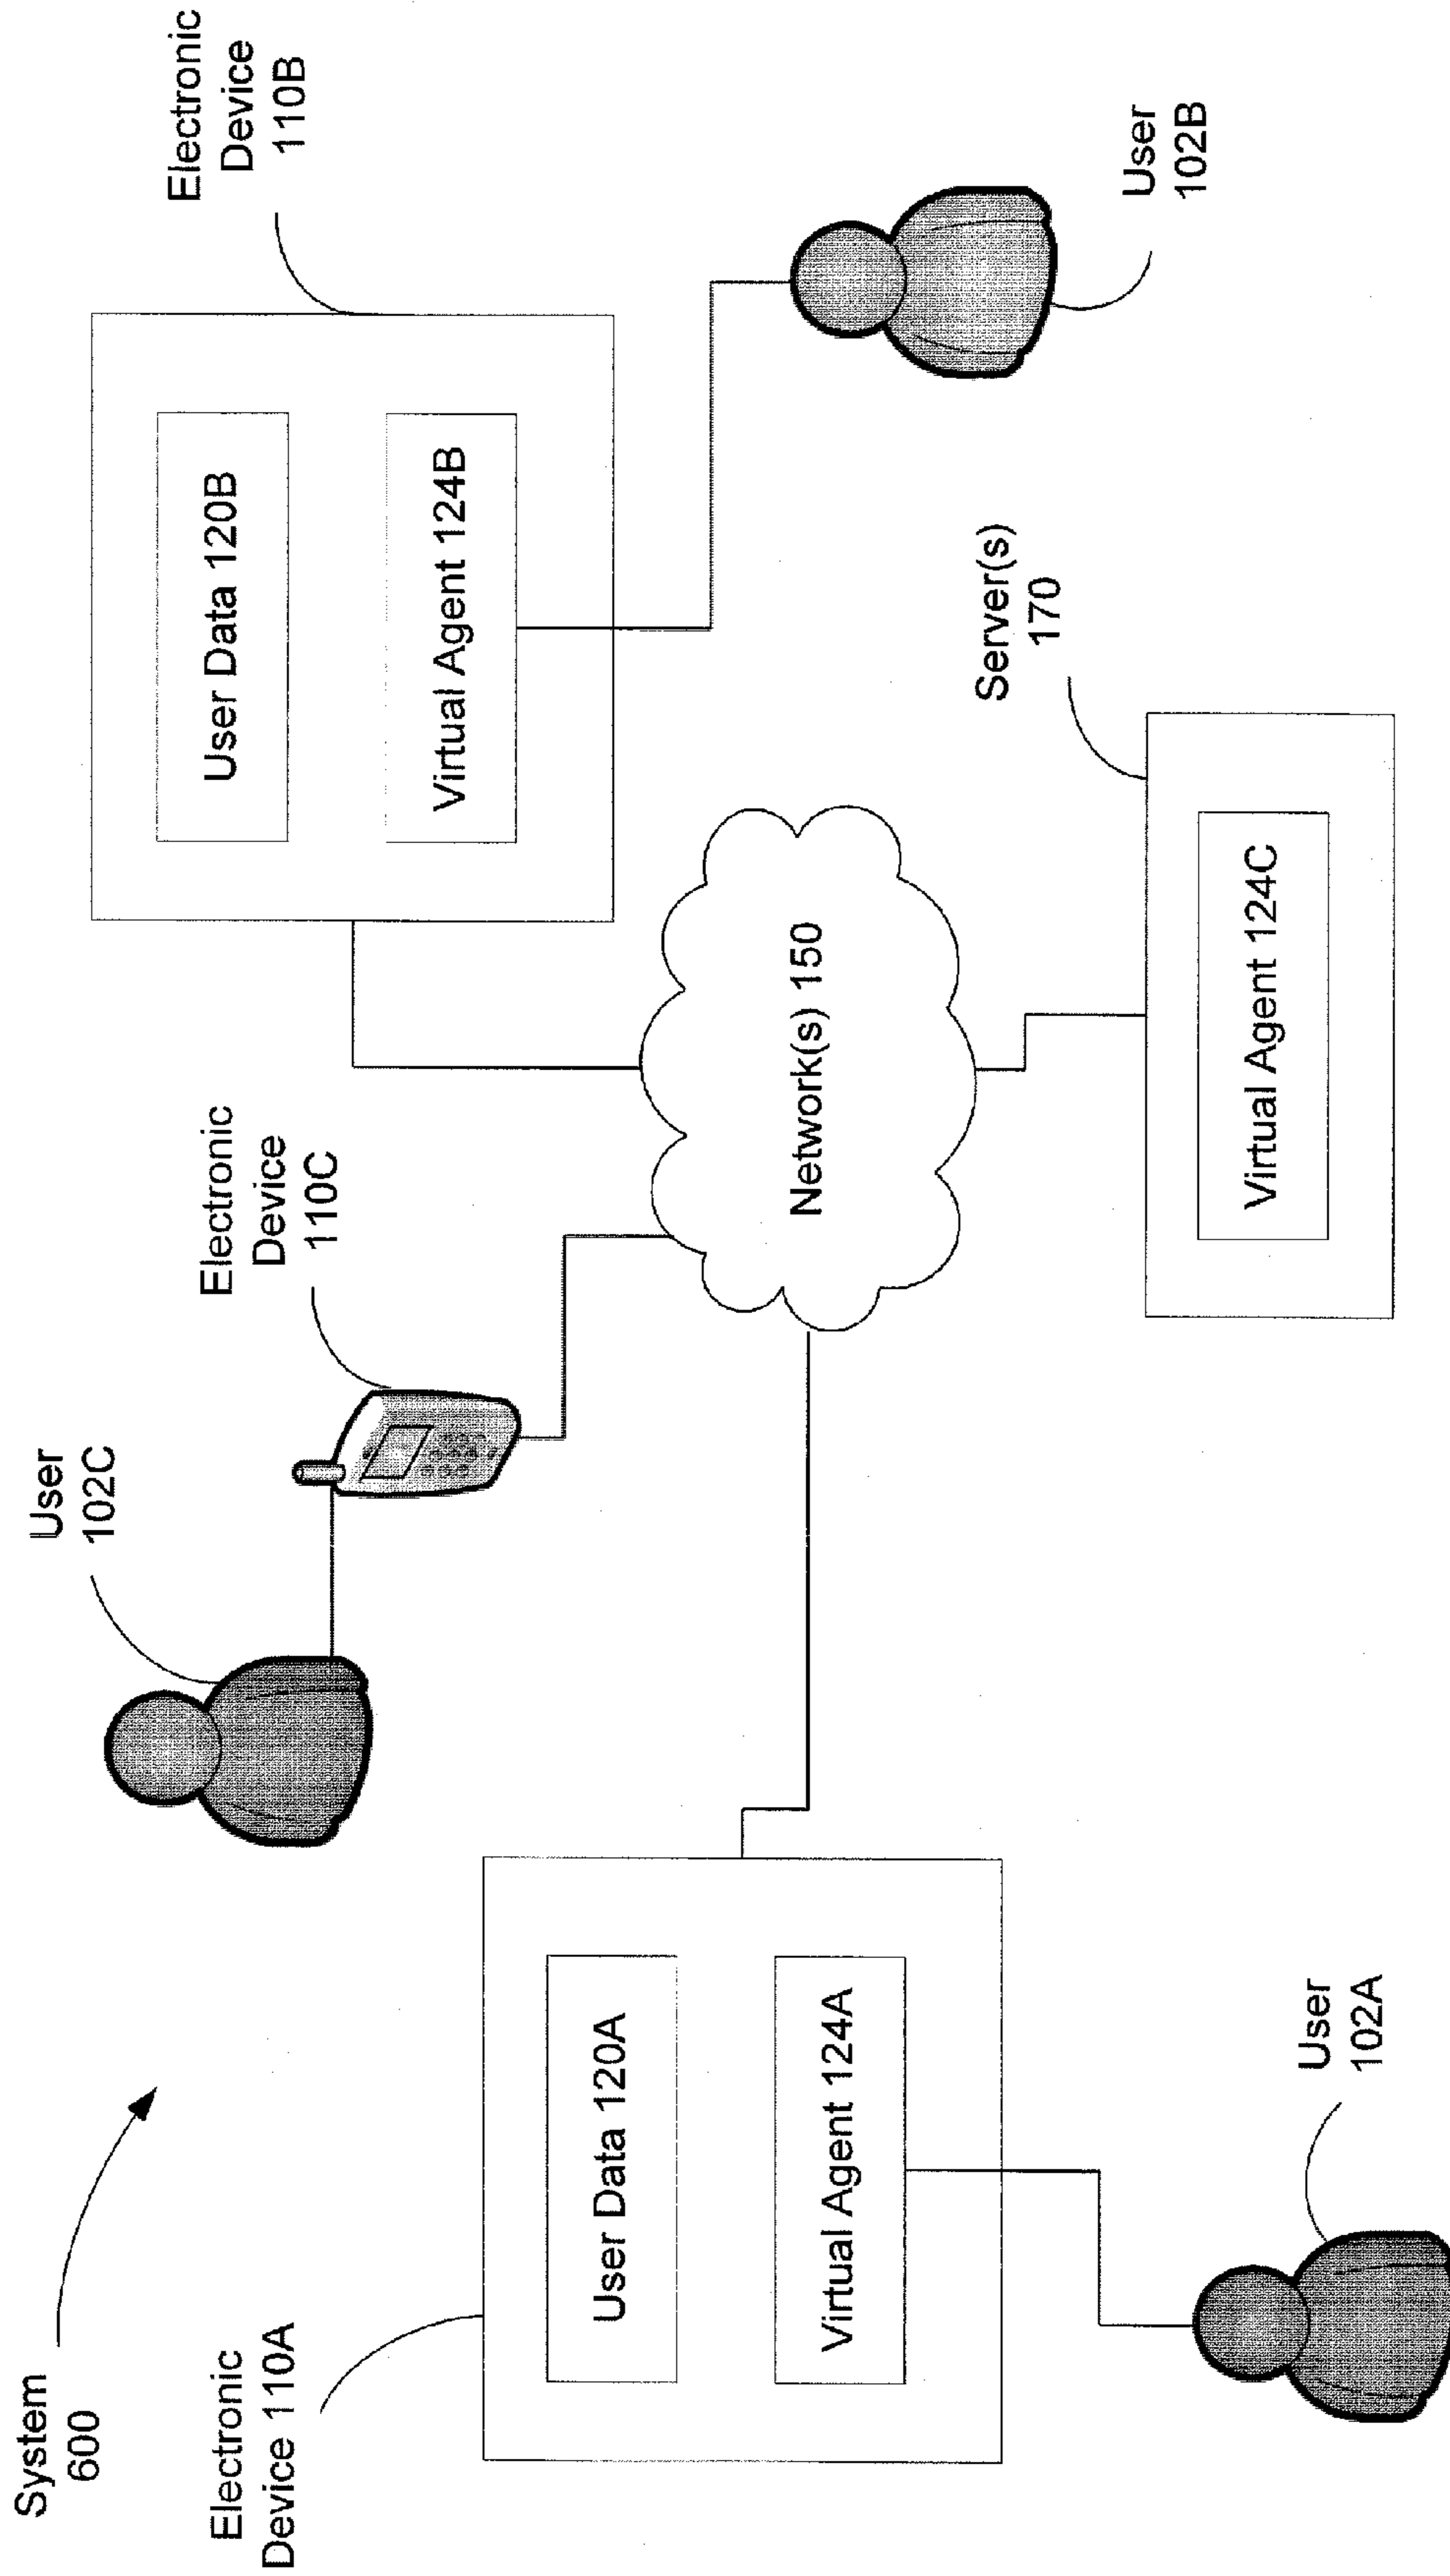 System
600
User
102C
Electronic
Device
110C
Electronic
Device
110B
Electronic
Device 110A
User Data 120A
Virtual Agent 124A
User Data 120B
Virtual Agent 124B
Network(s) 150
Server(s)
170
Virtual Agent 124C
User
102A
User
102B